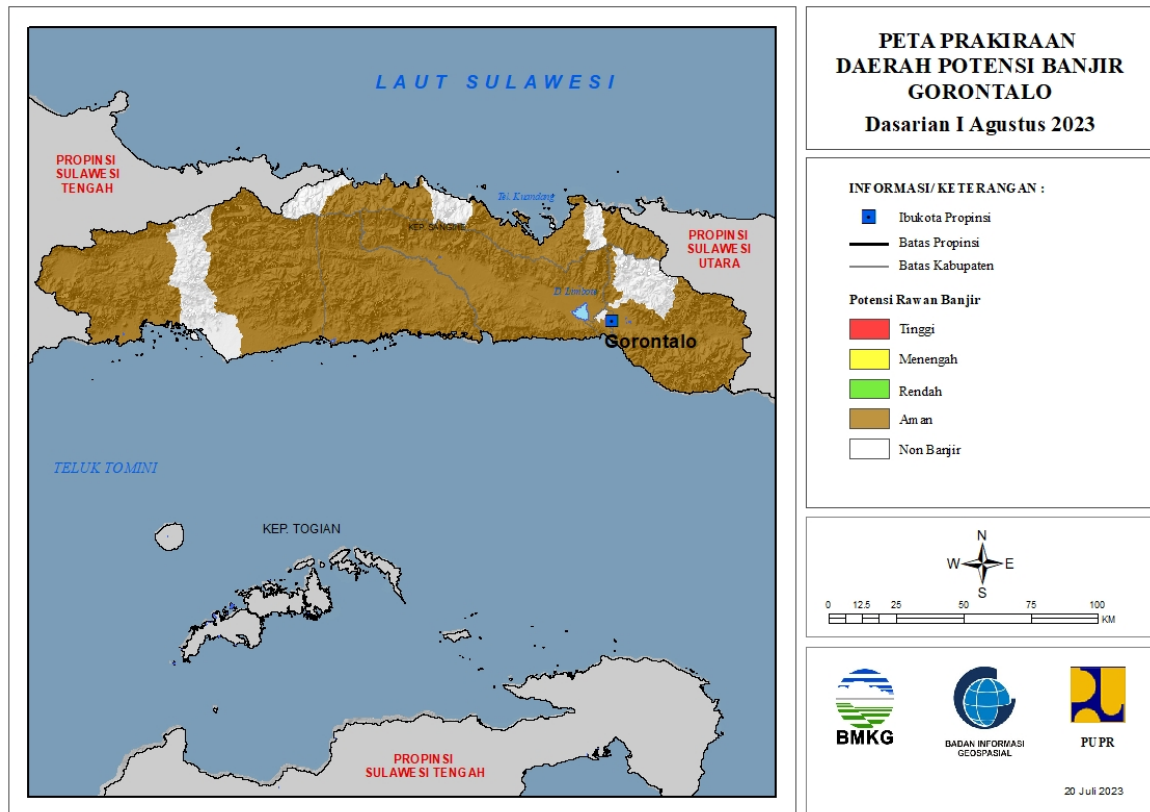 LAUT SULAWESI
PROPINSI
SULAWESI
TENGAH
Tel. Kuandang
KEP. SANGIHE
PROPINSI
SULAWESI
UTARA
D. Limboto
Gorontalo
TELUK TOMINI
KEP. TOGIAN
PROPINSI
SULAWESI TENGAH
PETA PRAKIRAAN
DAERAH POTENSI BANJIR
GORONTALO
Dasarian I Agustus 2023
INFORMASI/ KETERANGAN :
Ibukota Propinsi
Batas Propinsi
Batas Kabupaten
Potensi Rawan Banjir
Tinggi
Menengah
Rendah
Aman
Non Banjir
N
W E
S
0 12.5 25 50 75 100
KM
BMKG
BADAN INFORMASI
GEOSPASIAL
PUPR
20 Juli 2023